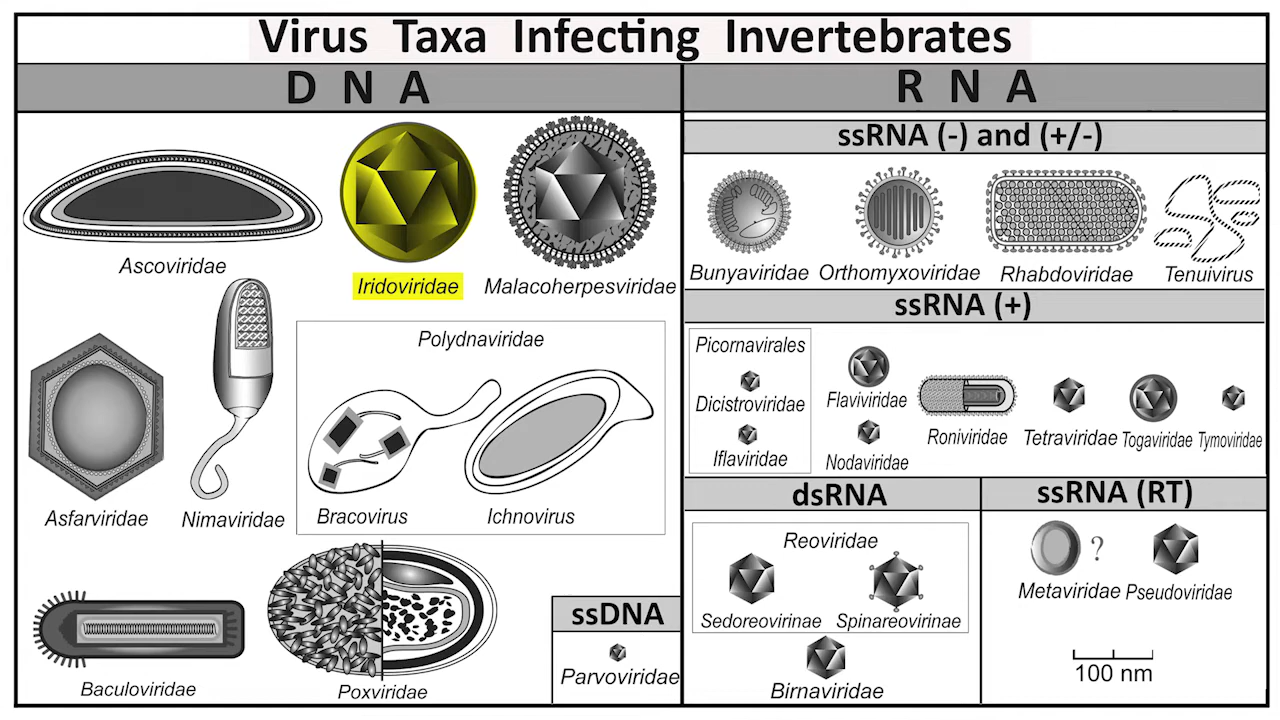 Virus Taxa Infecting Invertebrates
DNA
RNA
Ascoviridae
Iridoviridae
Malacoherpesviridae
Asfarviridae
Nimaviridae
Polydnaviridae
Bracovirus
Ichnovirus
Baculoviridae
Poxviridae
ssDNA
Parvoviridae
ssRNA (-) and (+/-)
Bunyaviridae
Orthomyxoviridae
Rhabdoviridae
Tenuivirus
ssRNA (+)
Picornavirales
Dicistroviridae
Iflaviridae
Flaviviridae
Nodaviridae
Roniviridae
Tetraviridae
Togaviridae
Tymoviridae
dsRNA
Reoviridae
Sedoreovirinae
Spinareovirinae
Birnaviridae
ssRNA (RT)
?
Metaviridae
Pseudoviridae
100 nm